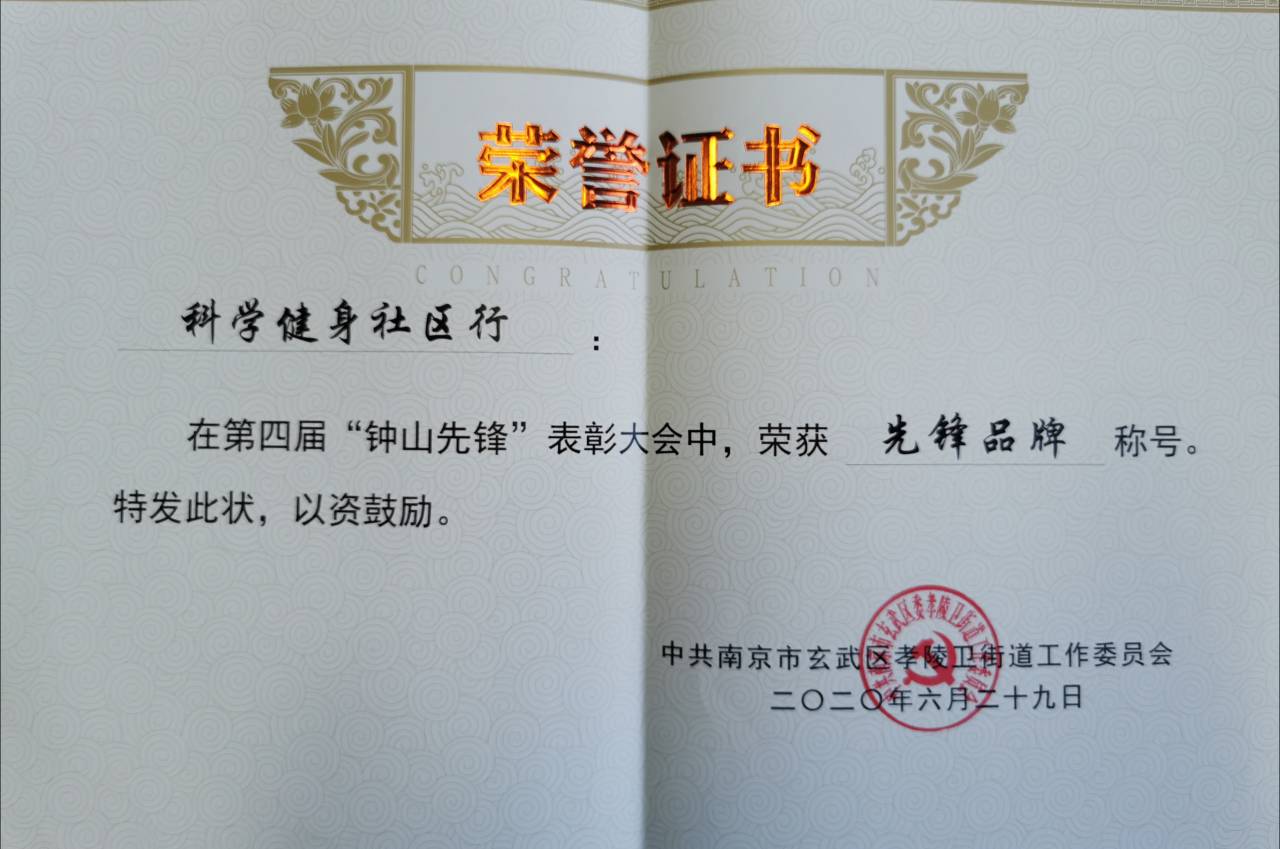 荣誉证书
CONGRATULATION
科学健身社区行：
在第四届“钟山先锋”表彰大会中，荣获 先锋品牌 称号。
特发此状，以资鼓励。
中共南京市玄武区孝陵卫街道工作委员会
二〇二〇年六月二十九日